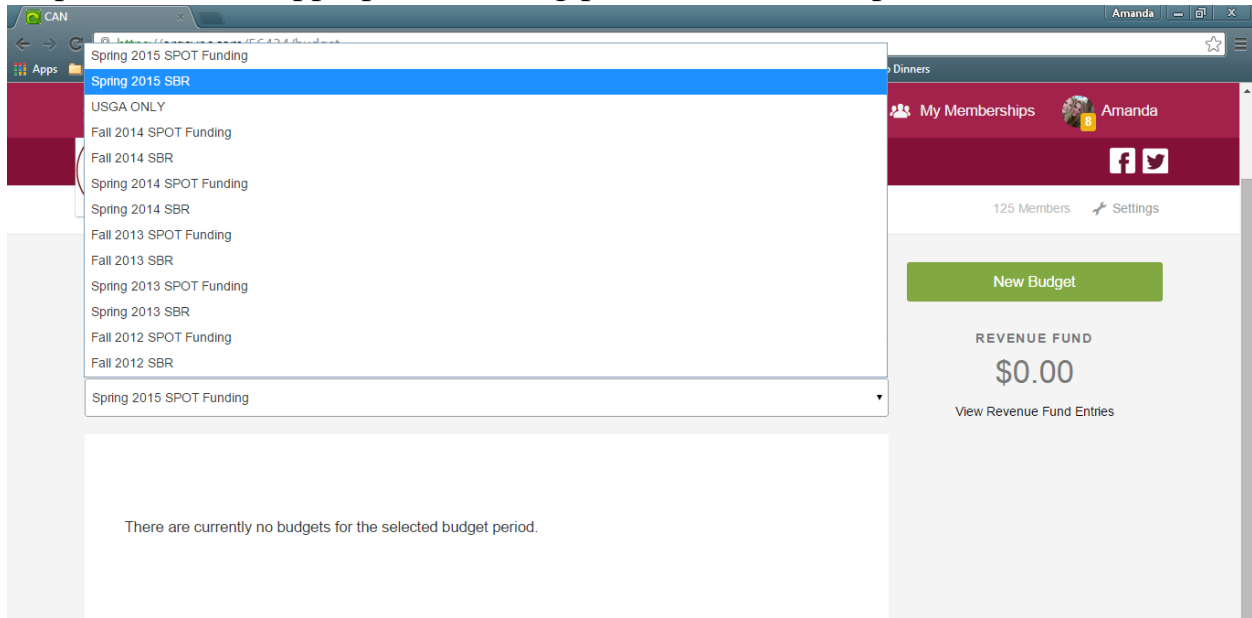 CAN
Amanda
Apps
Dinners
Spring 2015 SPOT Funding
Spring 2015 SBR
USGA ONLY
Fall 2014 SPOT Funding
Fall 2014 SBR
Spring 2014 SPOT Funding
Spring 2014 SBR
Fall 2013 SPOT Funding
Fall 2013 SBR
Spring 2013 SPOT Funding
Spring 2013 SBR
Fall 2012 SPOT Funding
Fall 2012 SBR
Spring 2015 SPOT Funding
There are currently no budgets for the selected budget period.
My Memberships
8
Amanda
125 Members
Settings
New Budget
REVENUE FUND
$0.00
View Revenue Fund Entries